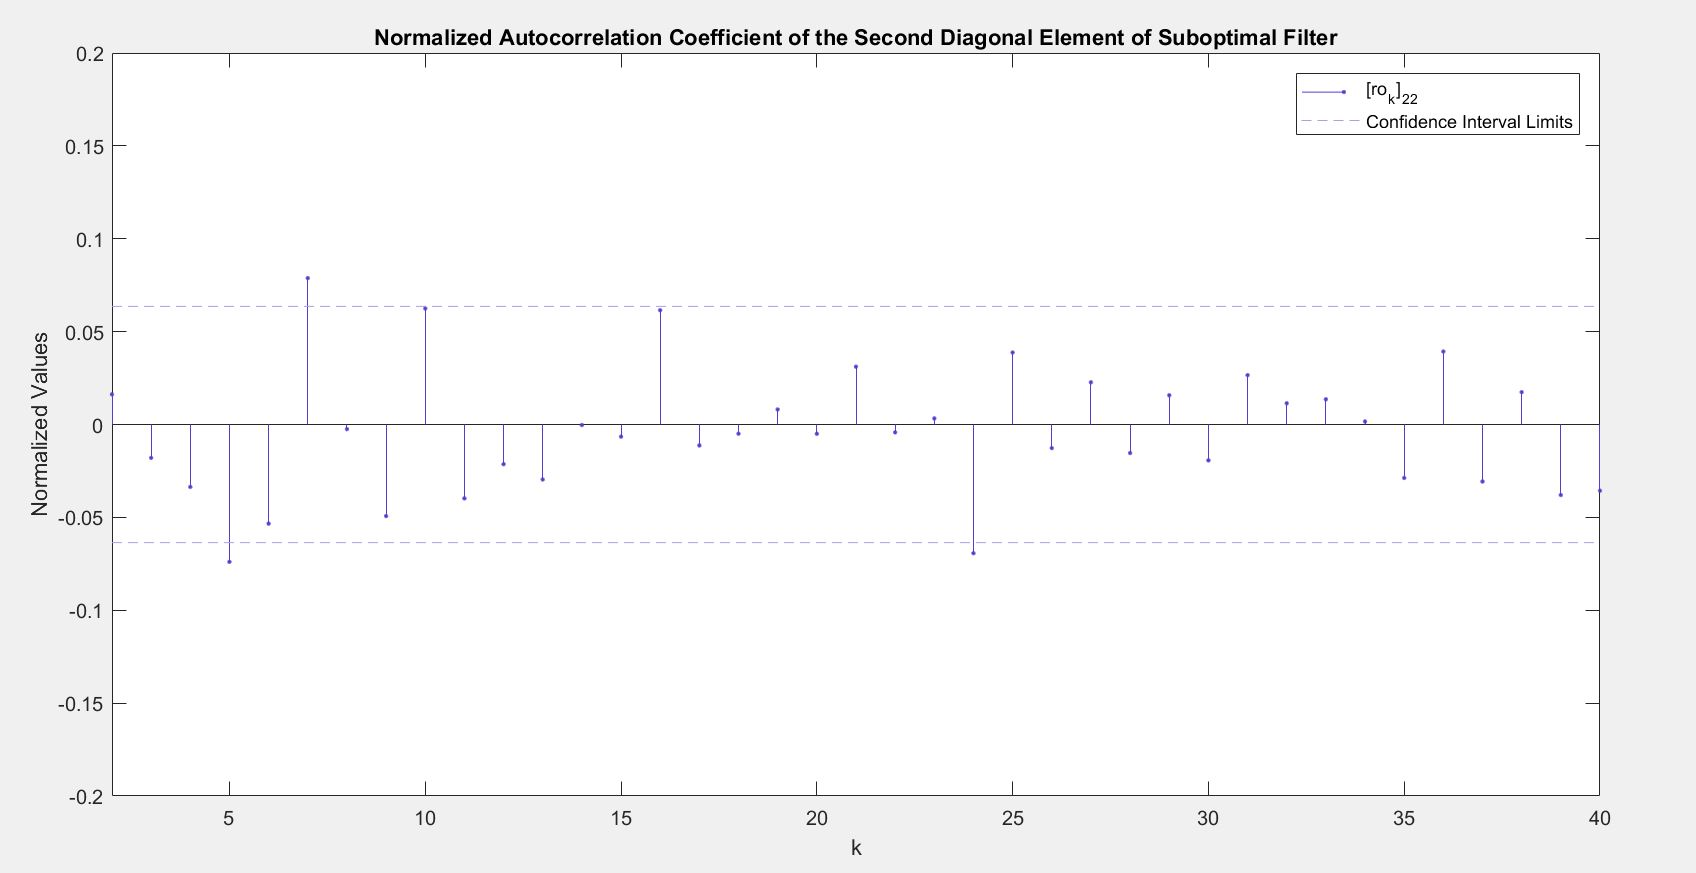 Normalized Autocorrelation Coefficient of the Second Diagonal Element of Suboptimal Filter
[ro_k]_22
Confidence Interval Limits
Normalized Values
0.2
0.15
0.1
0.05
0
-0.05
-0.1
-0.15
-0.2
5 10 15 20 25 30 35 40
k